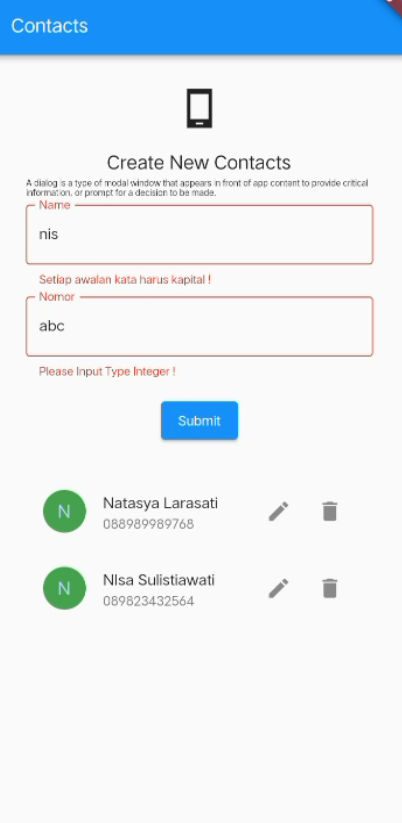 Contacts
Create New Contacts
A dialog is a type of modal window that appears in front of app content to provide critical
information, or prompt for a decision to be made.
Name
nis
Setiap awalan kata harus kapital !
Nomor
abc
Please Input Type Integer !
Submit
N
Natasya Larasati
088989989768
N
NIsa Sulistiawati
089823432564